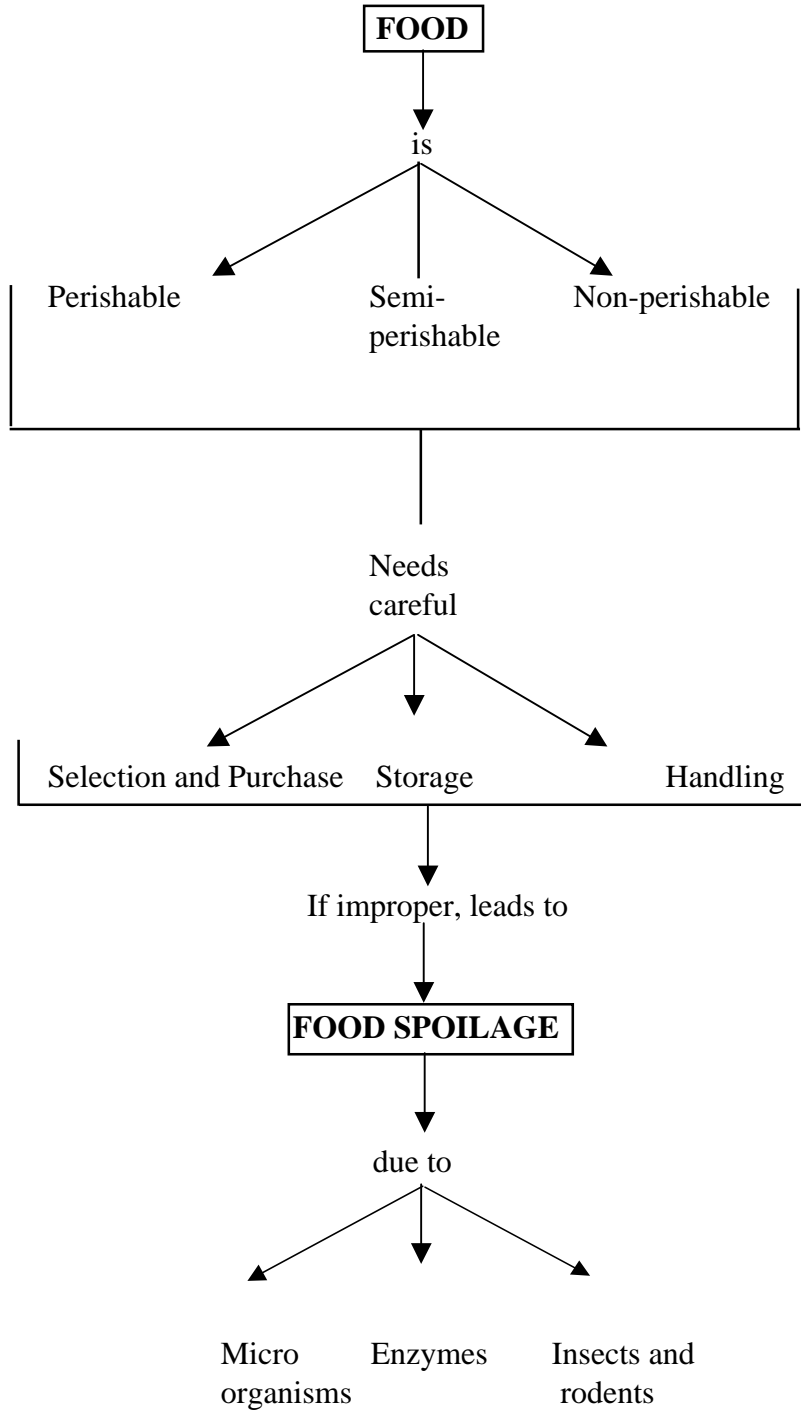 FOOD
is
Perishable
Semi-
perishable
Non-perishable
Needs
careful
Selection and Purchase
Storage
Handling
If improper, leads to
FOOD SPOILAGE
due to
Micro
organisms
Enzymes
Insects and
rodents